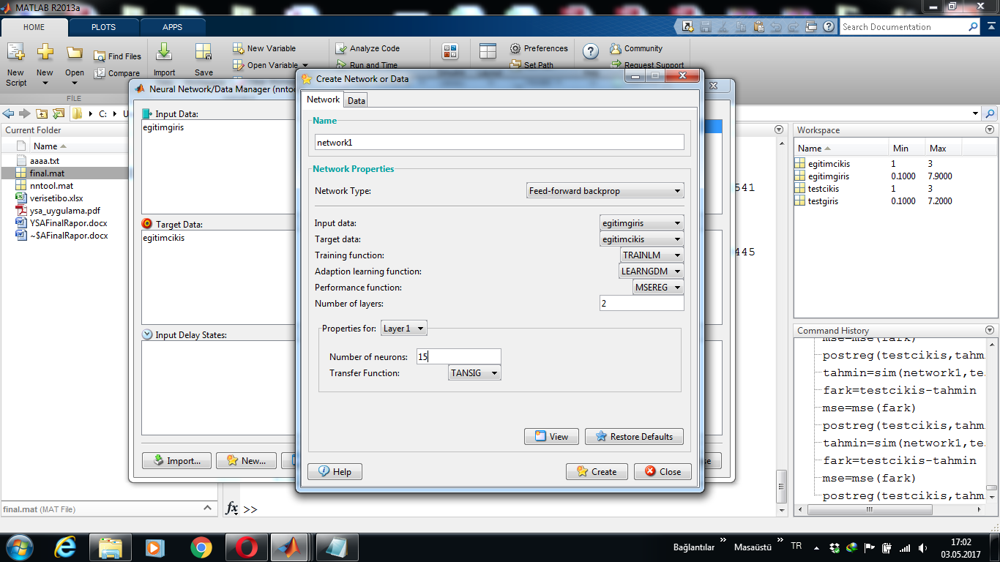 MATLAB R2013a
HOME PLOTS APPS
Search Documentation
New Script
New
Open
Find Files
Compare
Import
Save
New Variable
Open Variable
Analyze Code
Run and Time
Preferences
Set Path
Community
Request Support
FILE
C:
Current Folder
Name
aaaa.txt
final.mat
nntool.mat
verisetibo.xlsx
ysa_uygulama.pdf
YSAFinalRapor.docx
~$AFinalRapor.docx
final.mat (MAT File)
Neural Network/Data Manager
Input Data:
egitimgiris
Target Data:
egitimcikis
Input Delay States:
Import...
New...
Create Network or Data
Network Data
Name
network1
Network Properties
Network Type: Feed-forward backprop
Input data: egitimgiris
Target data: egitimcikis
Training function: TRAINLM
Adaption learning function: LEARNGDM
Performance function: MSEREG
Number of layers: 2
Properties for: Layer 1
Number of neurons: 15
Transfer Function: TANSIG
View
Restore Defaults
Help
Create
Close
541
445
fx >>
Workspace
Name Min Max
egitimcikis 1 3
egitimgiris 0.1000 7.9000
testcikis 1 3
testgiris 0.1000 7.2000
Command History
mse=mse(fark)
postreg(testcikis,tahm
tahmin=sim(network1,te
fark=testcikis-tahmin
mse=mse(fark)
postreg(testcikis,tahm
tahmin=sim(network1,te
fark=testcikis-tahmin
mse=mse(fark)
postreg(testcikis,tahm
Bağlantılar » Masaüstü » TR
17:02
03.05.2017